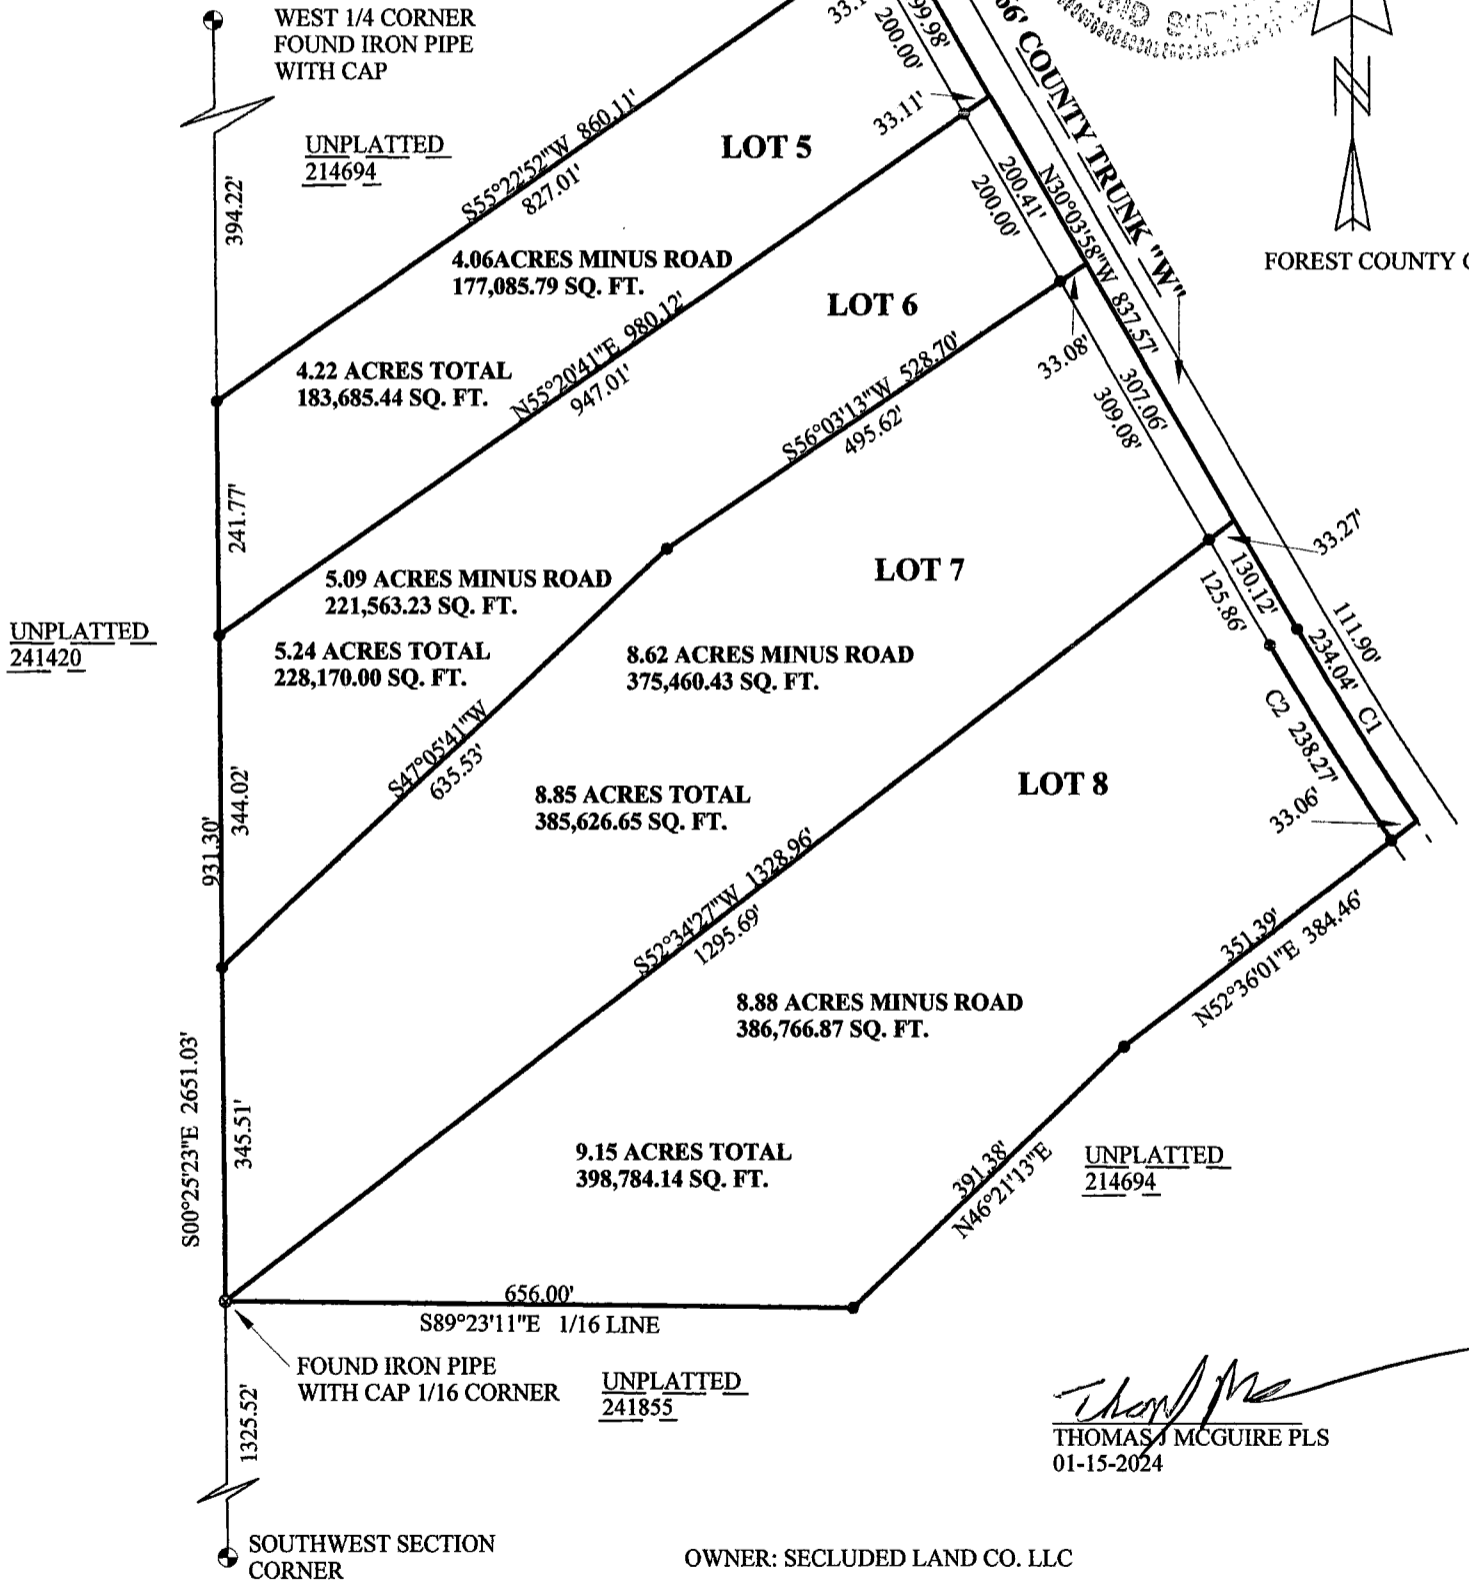 WEST 1/4 CORNER
FOUND IRON PIPE
WITH CAP
99.98'
200.00'
66' COUNTY TRUNK "W"
N
FOREST COUNTY
UNPLATTED
214694
394.22'
S55°22'52"W 860.11'
827.01'
LOT 5
33.11'
4.06ACRES MINUS ROAD
177,085.79 SQ. FT.
4.22 ACRES TOTAL
183,685.44 SQ. FT.
N55°20'41"E 980.12'
947.01'
LOT 6
200.41'
200.00'
N30°03'58"W 837.57'
33.08'
307.06'
309.08'
S56°03'13"W 528.70'
495.62'
241.77'
5.09 ACRES MINUS ROAD
221,563.23 SQ. FT.
5.24 ACRES TOTAL
228,170.00 SQ. FT.
UNPLATTED
241420
LOT 7
33.27'
130.12'
125.86'
111.90'
234.04' C1
C2 238.27'
33.06'
8.62 ACRES MINUS ROAD
375,460.43 SQ. FT.
S47°05'41"W
635.53'
8.85 ACRES TOTAL
385,626.65 SQ. FT.
344.02'
931.30'
LOT 8
S52°34'27"W 1328.96'
1295.69'
351.39'
N52°36'01"E 384.46'
8.88 ACRES MINUS ROAD
386,766.87 SQ. FT.
S00°25'23"E 2651.03'
345.51'
9.15 ACRES TOTAL
398,784.14 SQ. FT.
391.38'
N46°21'13"E
UNPLATTED
214694
656.00'
S89°23'11"E 1/16 LINE
FOUND IRON PIPE
WITH CAP 1/16 CORNER
UNPLATTED
241855
1325.52'
THOMAS J MCGUIRE PLS
01-15-2024
SOUTHWEST SECTION
CORNER
OWNER: SECLUDED LAND CO. LLC